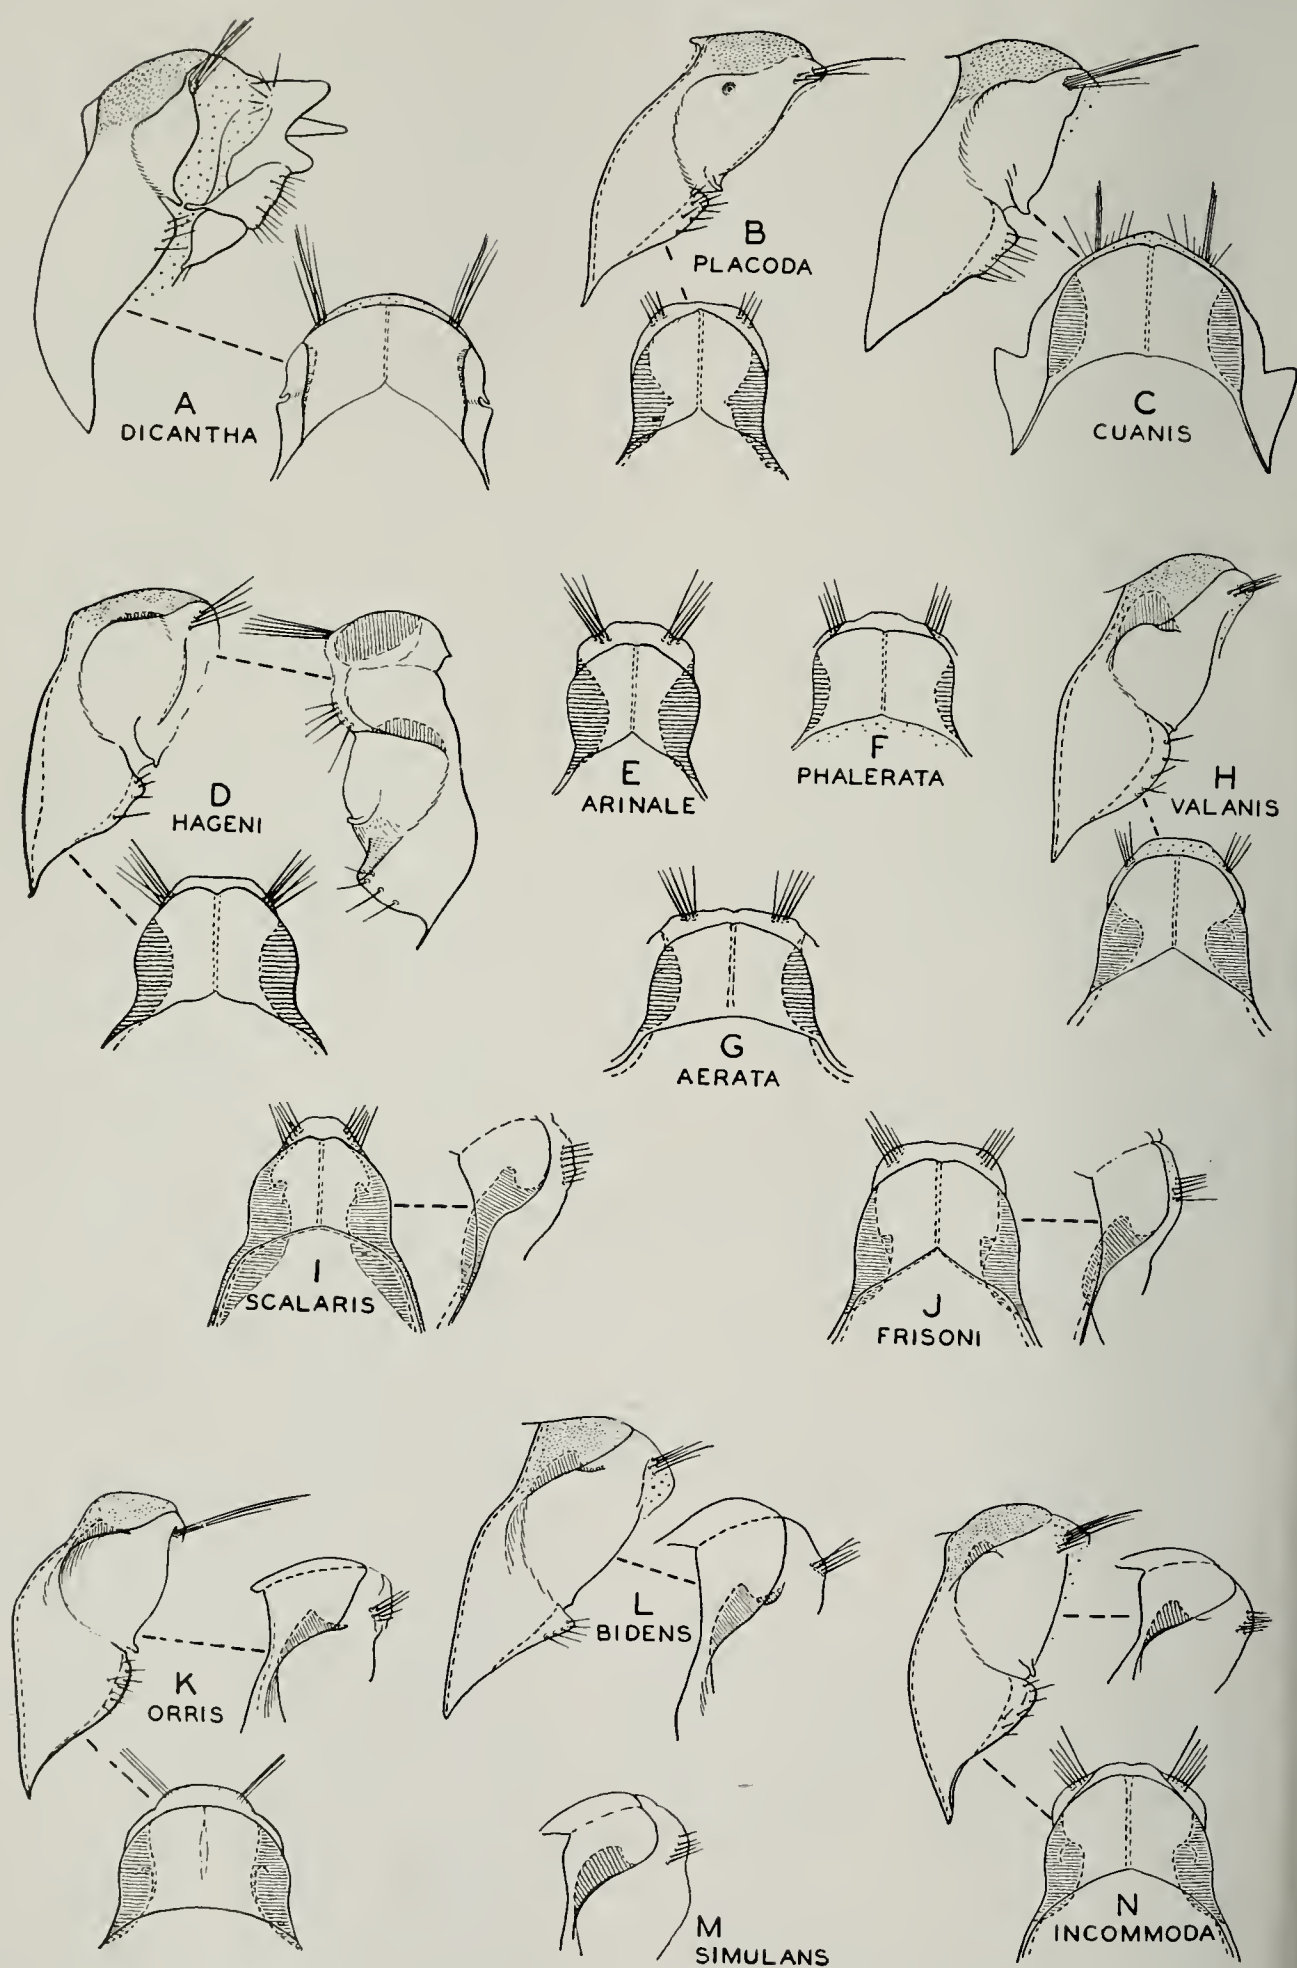 A
DICANTHA
B
PLACODA
C
CUANIS
D
HAGENI
E
ARINALE
F
PHALERATA
G
AERATA
H
VALANIS
I
SCALARIS
J
FRISONI
K
ORRIS
L
BIDENS
M
SIMULANS
N
INCOMMODA